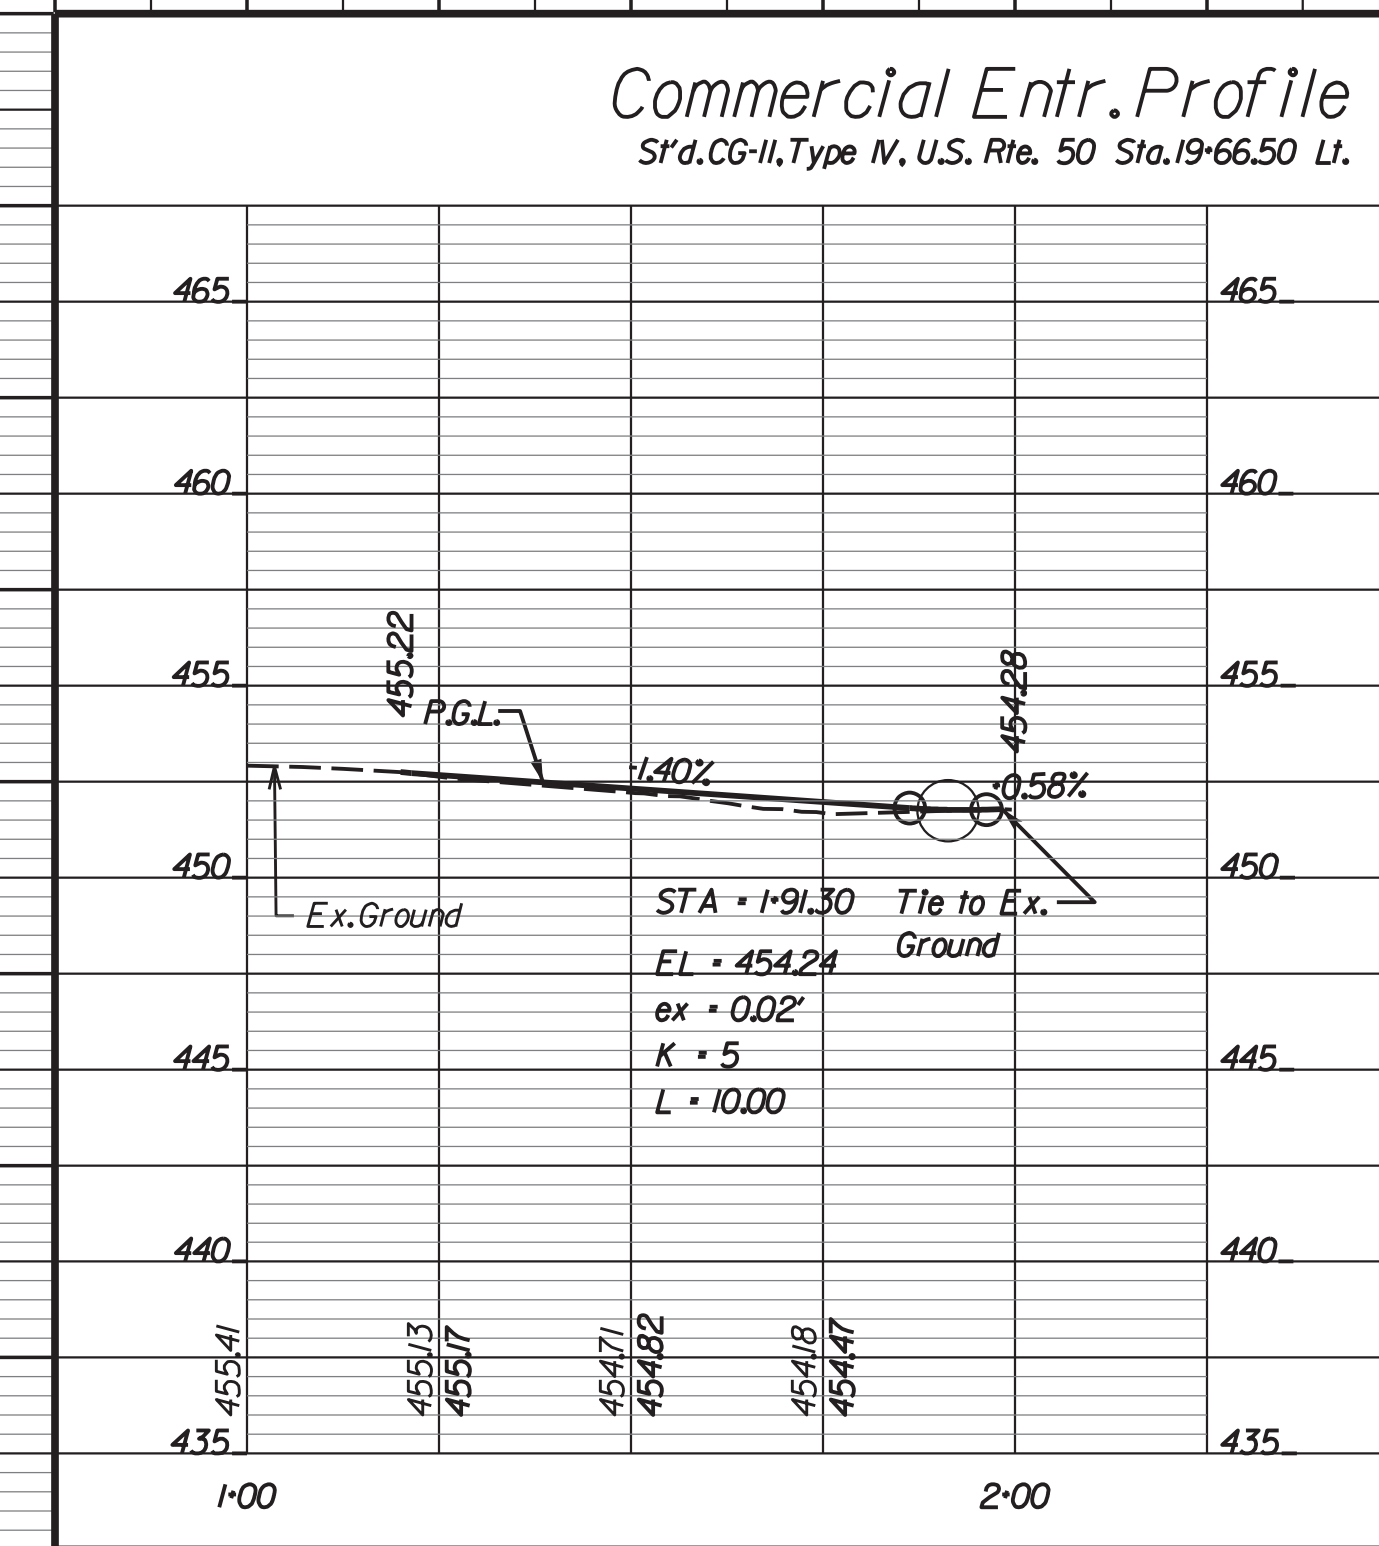 Commercial Entr. Profile
St'd. CG-11, Type IV, U.S. Rte. 50 Sta. 19+66.50 Lt.
465 465
460 460
455.22
454.28
455 455
P.G.L.
-1.40%
+0.58%
450 450
STA = 1+91.30 Tie to Ex.
Ex. Ground
Ground
EL = 454.24
ex = 0.02'
K = 5
445 445
L = 10.00
440 440
455.41 455.13 455.17 454.71 454.82 454.18 454.47
435 435
1+00 2+00